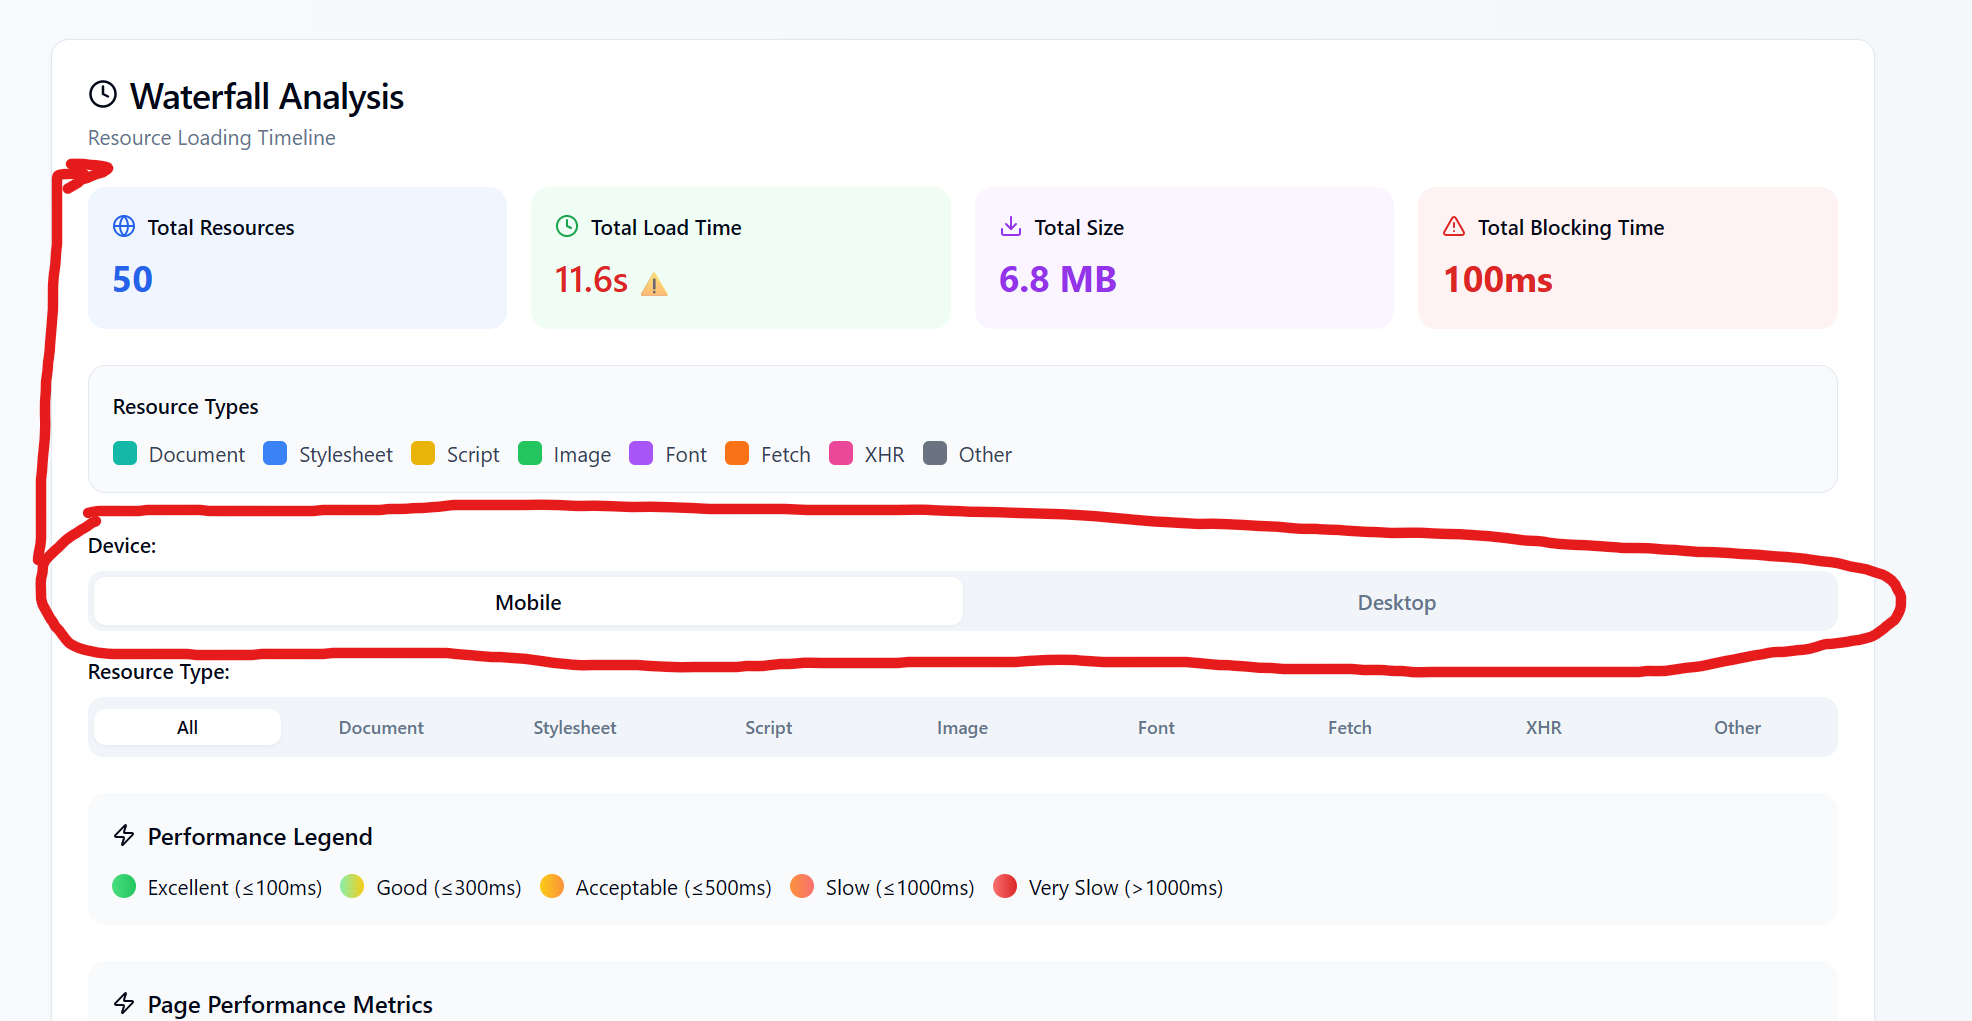 Waterfall Analysis
Resource Loading Timeline
Total Resources
50
Total Load Time
11.6s
Total Size
6.8 MB
Total Blocking Time
100ms
Resource Types
Document Stylesheet Script Image Font Fetch XHR Other
Device:
Mobile Desktop
Resource Type:
All Document Stylesheet Script Image Font Fetch XHR Other
Performance Legend
Excellent (≤100ms) Good (≤300ms) Acceptable (≤500ms) Slow (≤1000ms) Very Slow (>1000ms)
Page Performance Metrics